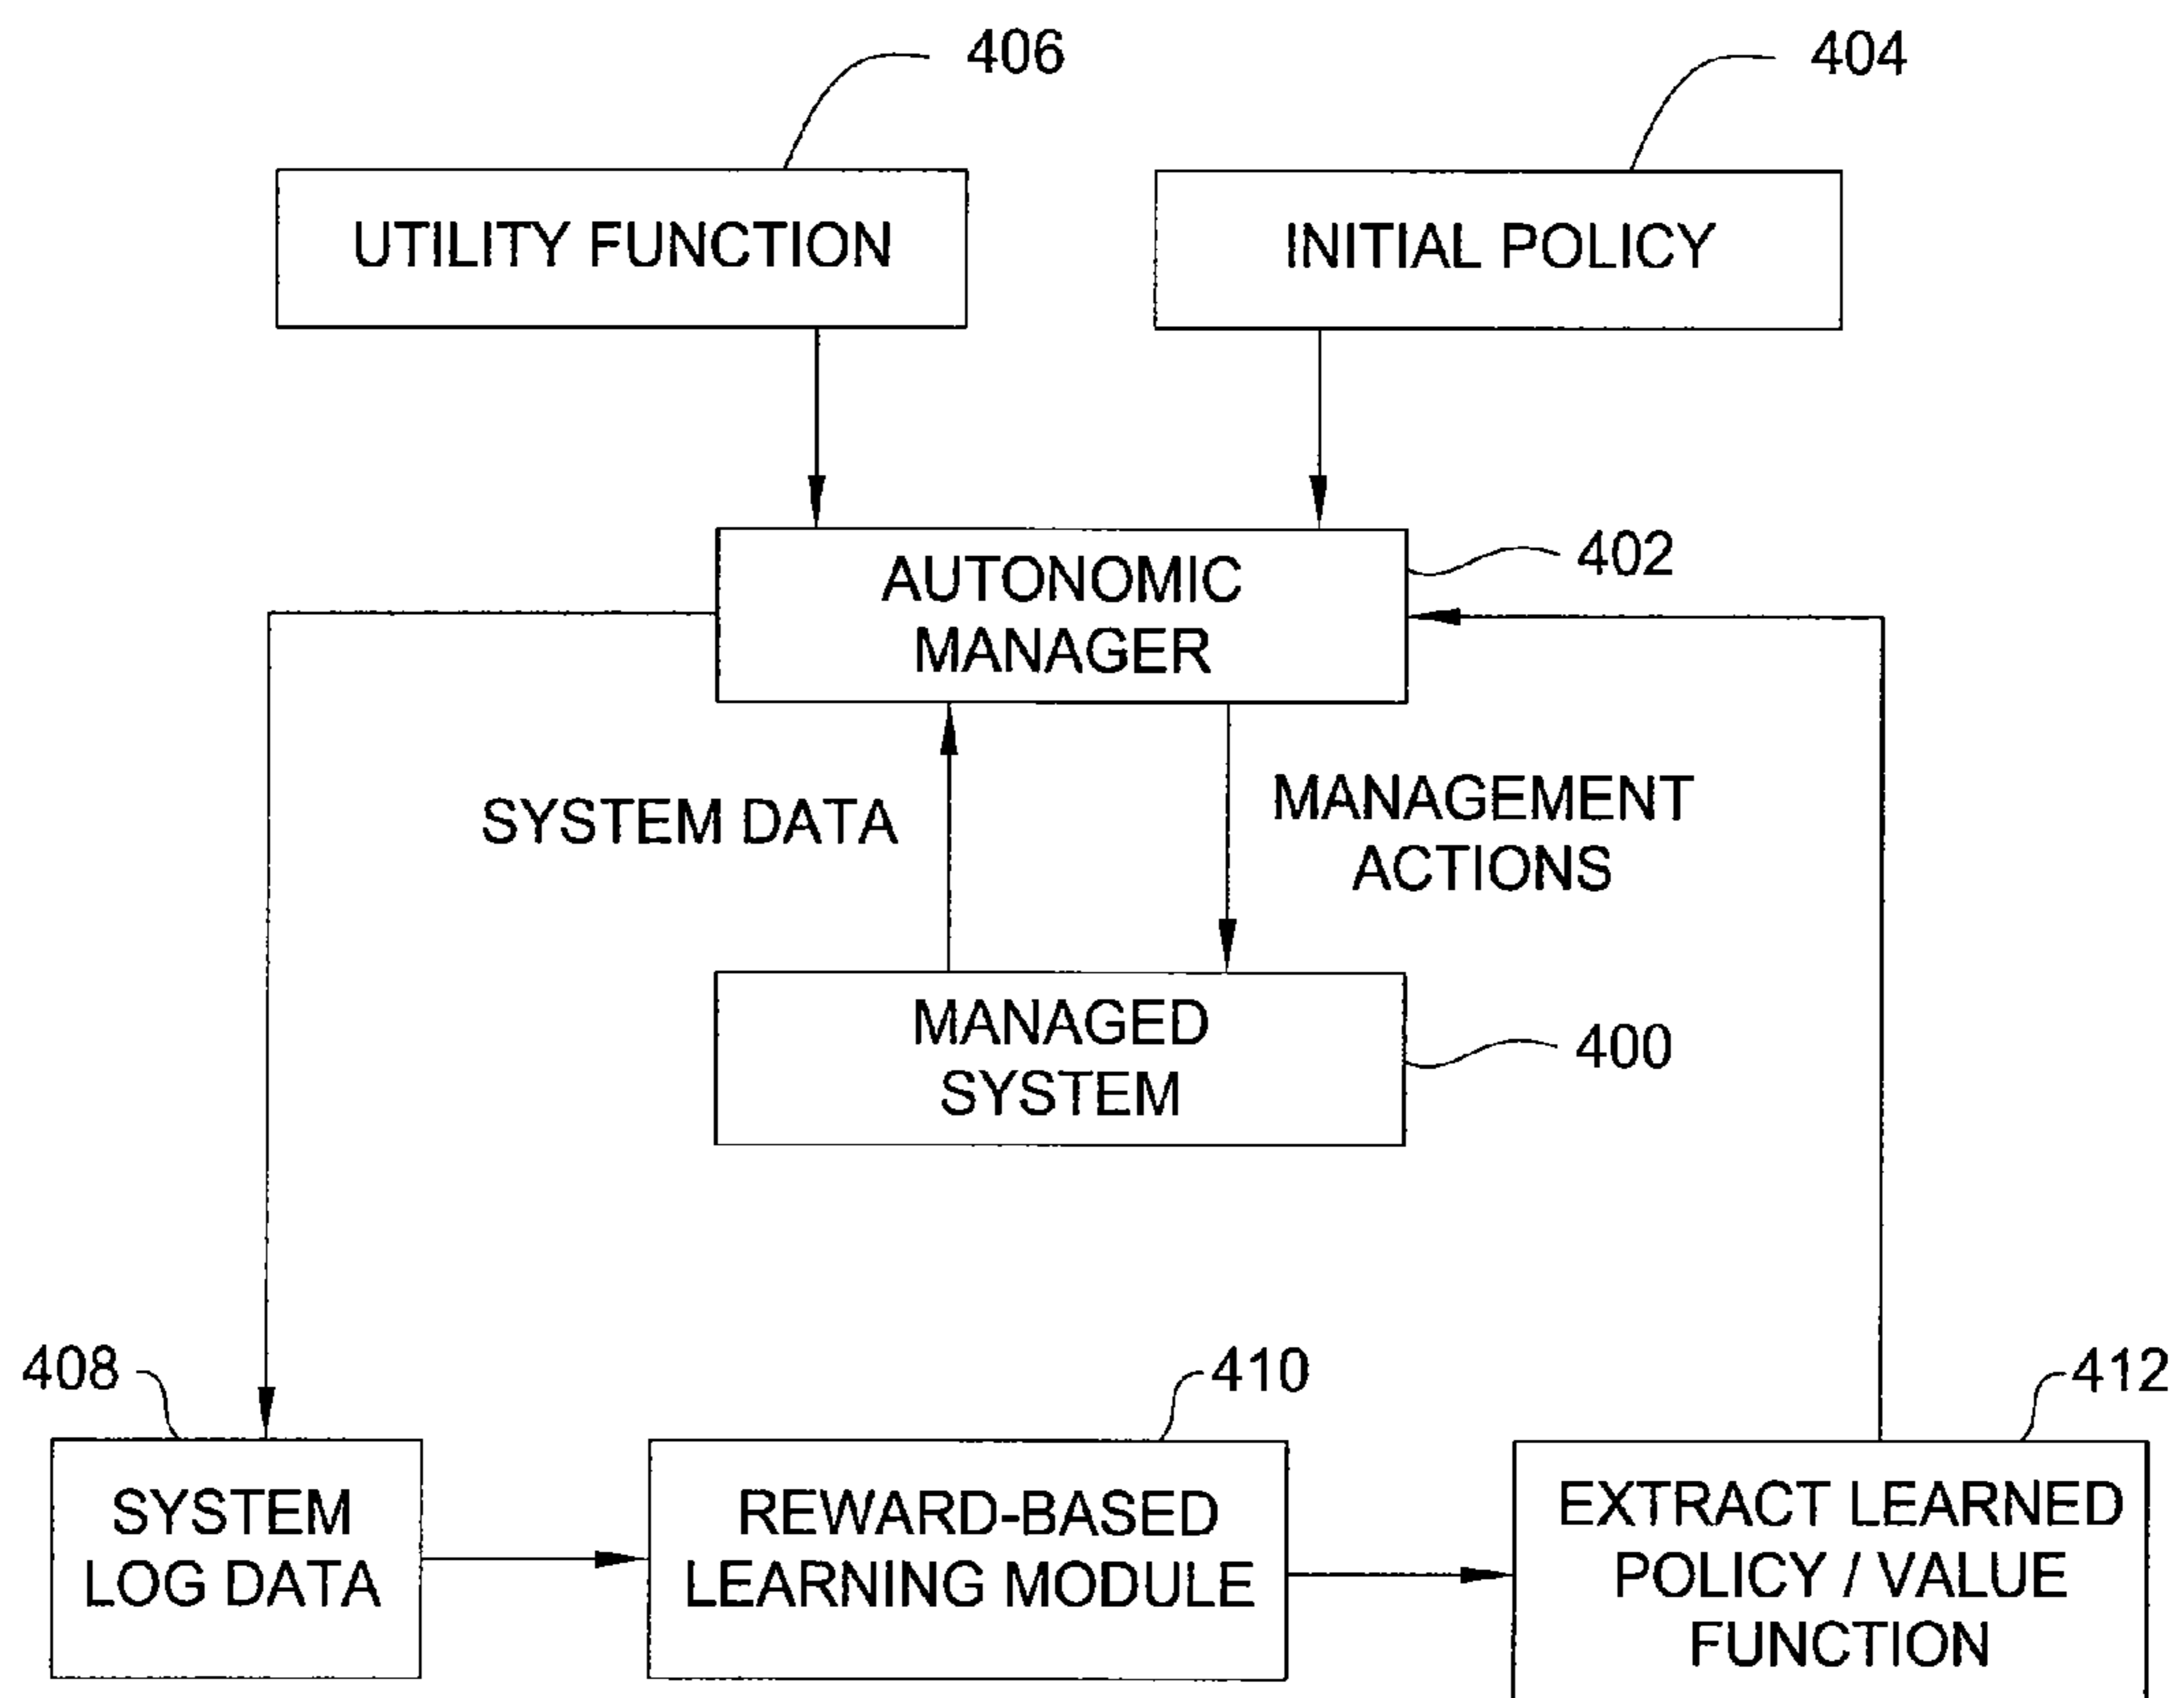 406
404
UTILITY FUNCTION
INITIAL POLICY
402
AUTONOMIC
MANAGER
SYSTEM DATA
MANAGEMENT
ACTIONS
MANAGED
SYSTEM
400
408
410
412
SYSTEM
LOG DATA
REWARD-BASED
LEARNING MODULE
EXTRACT LEARNED
POLICY / VALUE
FUNCTION